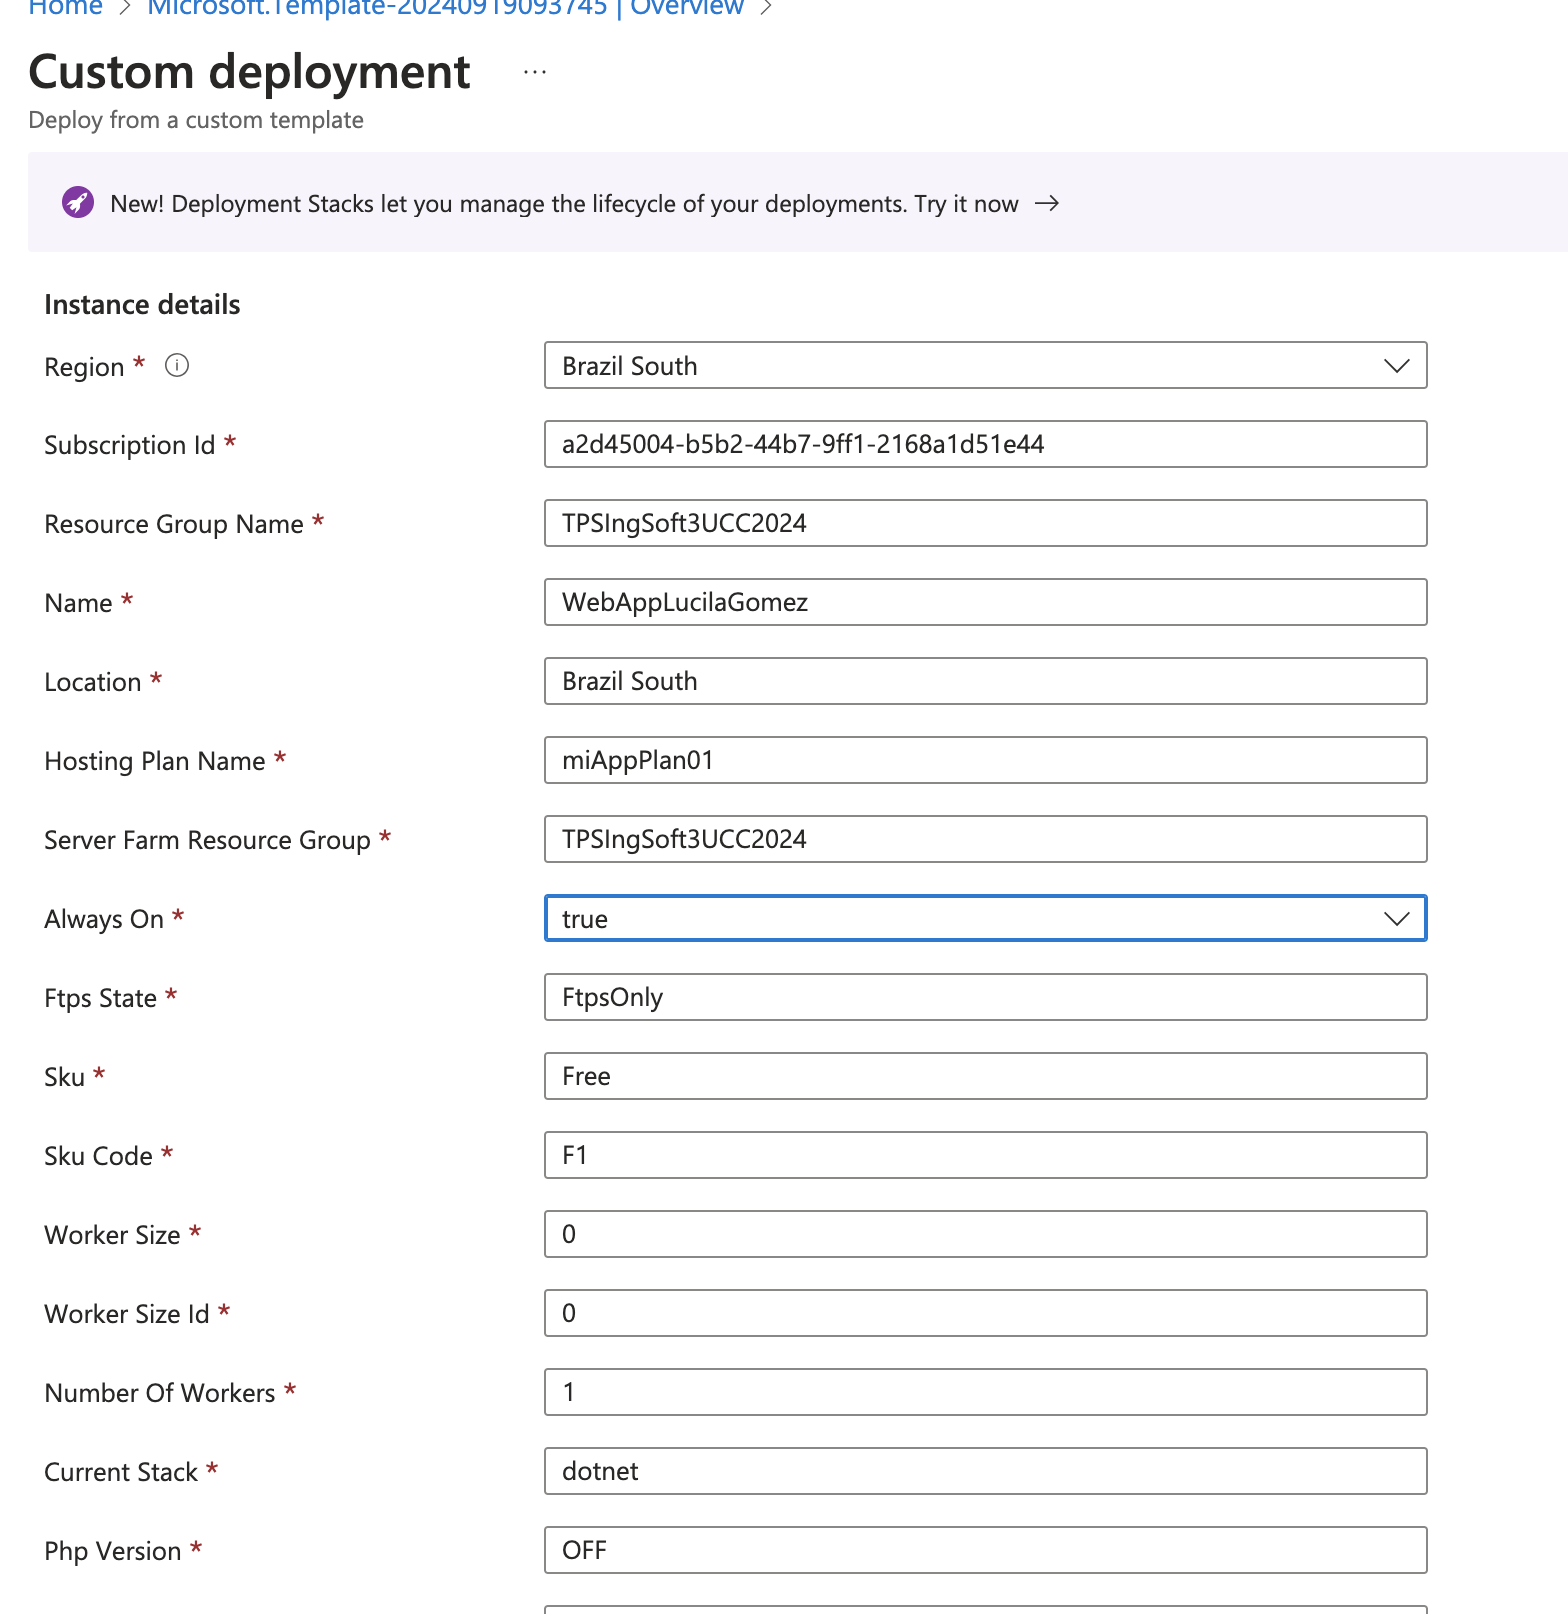 Home > Microsoft.Template-20240919093745 | Overview >
Custom deployment ...
Deploy from a custom template
New! Deployment Stacks let you manage the lifecycle of your deployments. Try it now →
Instance details
Region * Brazil South
Subscription Id * a2d45004-b5b2-44b7-9ff1-2168a1d51e44
Resource Group Name * TPSIngSoft3UCC2024
Name * WebAppLucilaGomez
Location * Brazil South
Hosting Plan Name * miAppPlan01
Server Farm Resource Group * TPSIngSoft3UCC2024
Always On * true
Ftps State * FtpsOnly
Sku * Free
Sku Code * F1
Worker Size * 0
Worker Size Id * 0
Number Of Workers * 1
Current Stack * dotnet
Php Version * OFF